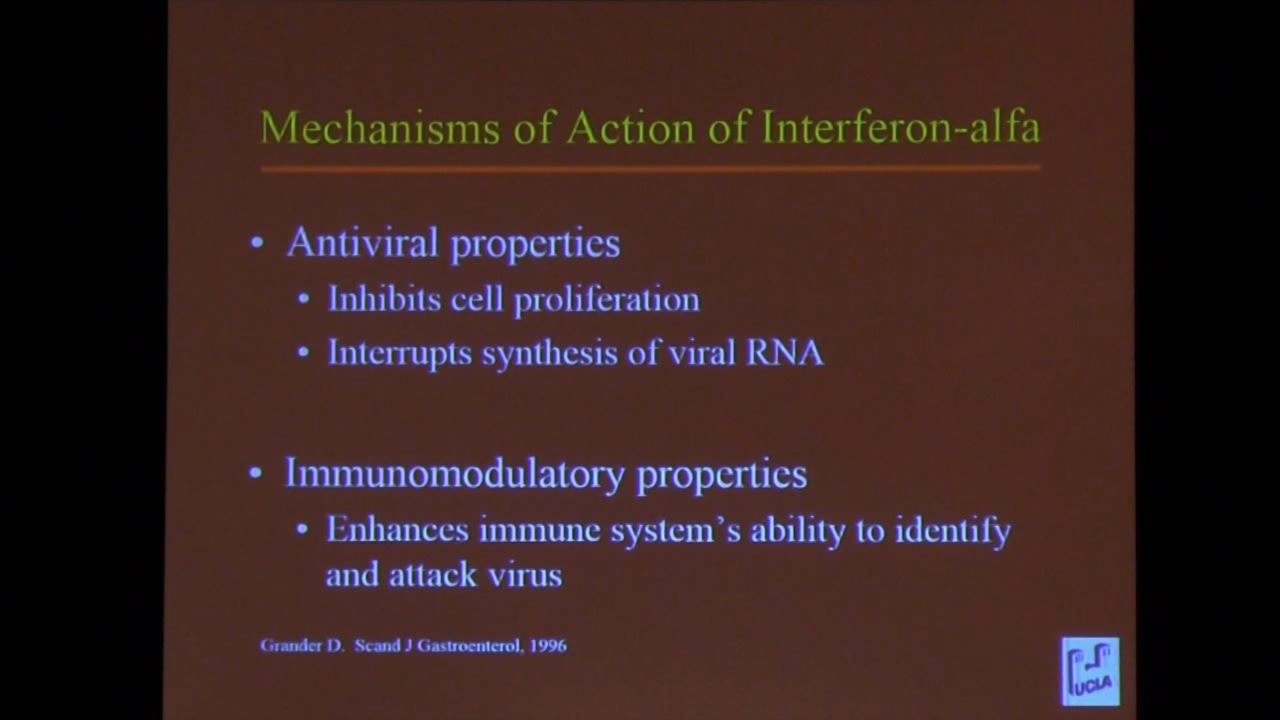 Mechanisms of Action of Interferon-alfa
• Antiviral properties
• Inhibits cell proliferation
• Interrupts synthesis of viral RNA
• Immunomodulatory properties
• Enhances immune system’s ability to identify
and attack virus
Grander D. Scand J Gastroenterol, 1996
UCLA